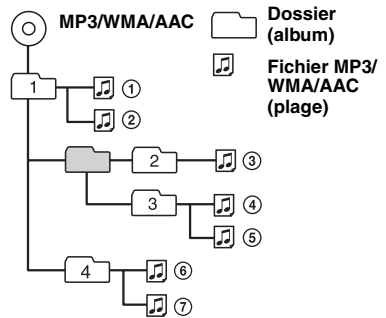 MP3/WMA/AAC
Dossier
(album)
Fichier MP3/
WMA/AAC
(plage)
1
①
②
2
③
3
④
⑤
4
⑥
⑦